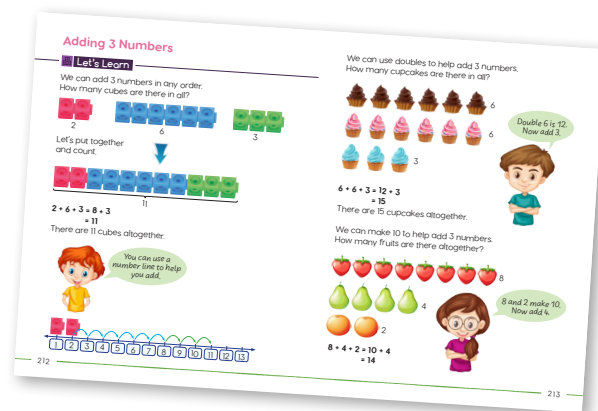 Adding 3 Numbers
Let's Learn
We can add 3 numbers in any order.
How many cubes are there in all?
2
6
3
Let's put together
and count.
11
2 + 6 + 3 = 8 + 3
= 11
There are 11 cubes altogether.
You can use a
number line to help
you add.
1 2 3 4 5 6 7 8 9 10 11 12 13
212
We can use doubles to help add 3 numbers.
How many cupcakes are there in all?
6
6
3
Double 6 is 12.
Now add 3.
6 + 6 + 3 = 12 + 3
= 15
There are 15 cupcakes altogether.
We can make 10 to help add 3 numbers.
How many fruits are there altogether?
8
4
2
8 and 2 make 10.
Now add 4.
8 + 4 + 2 = 10 + 4
= 14
213